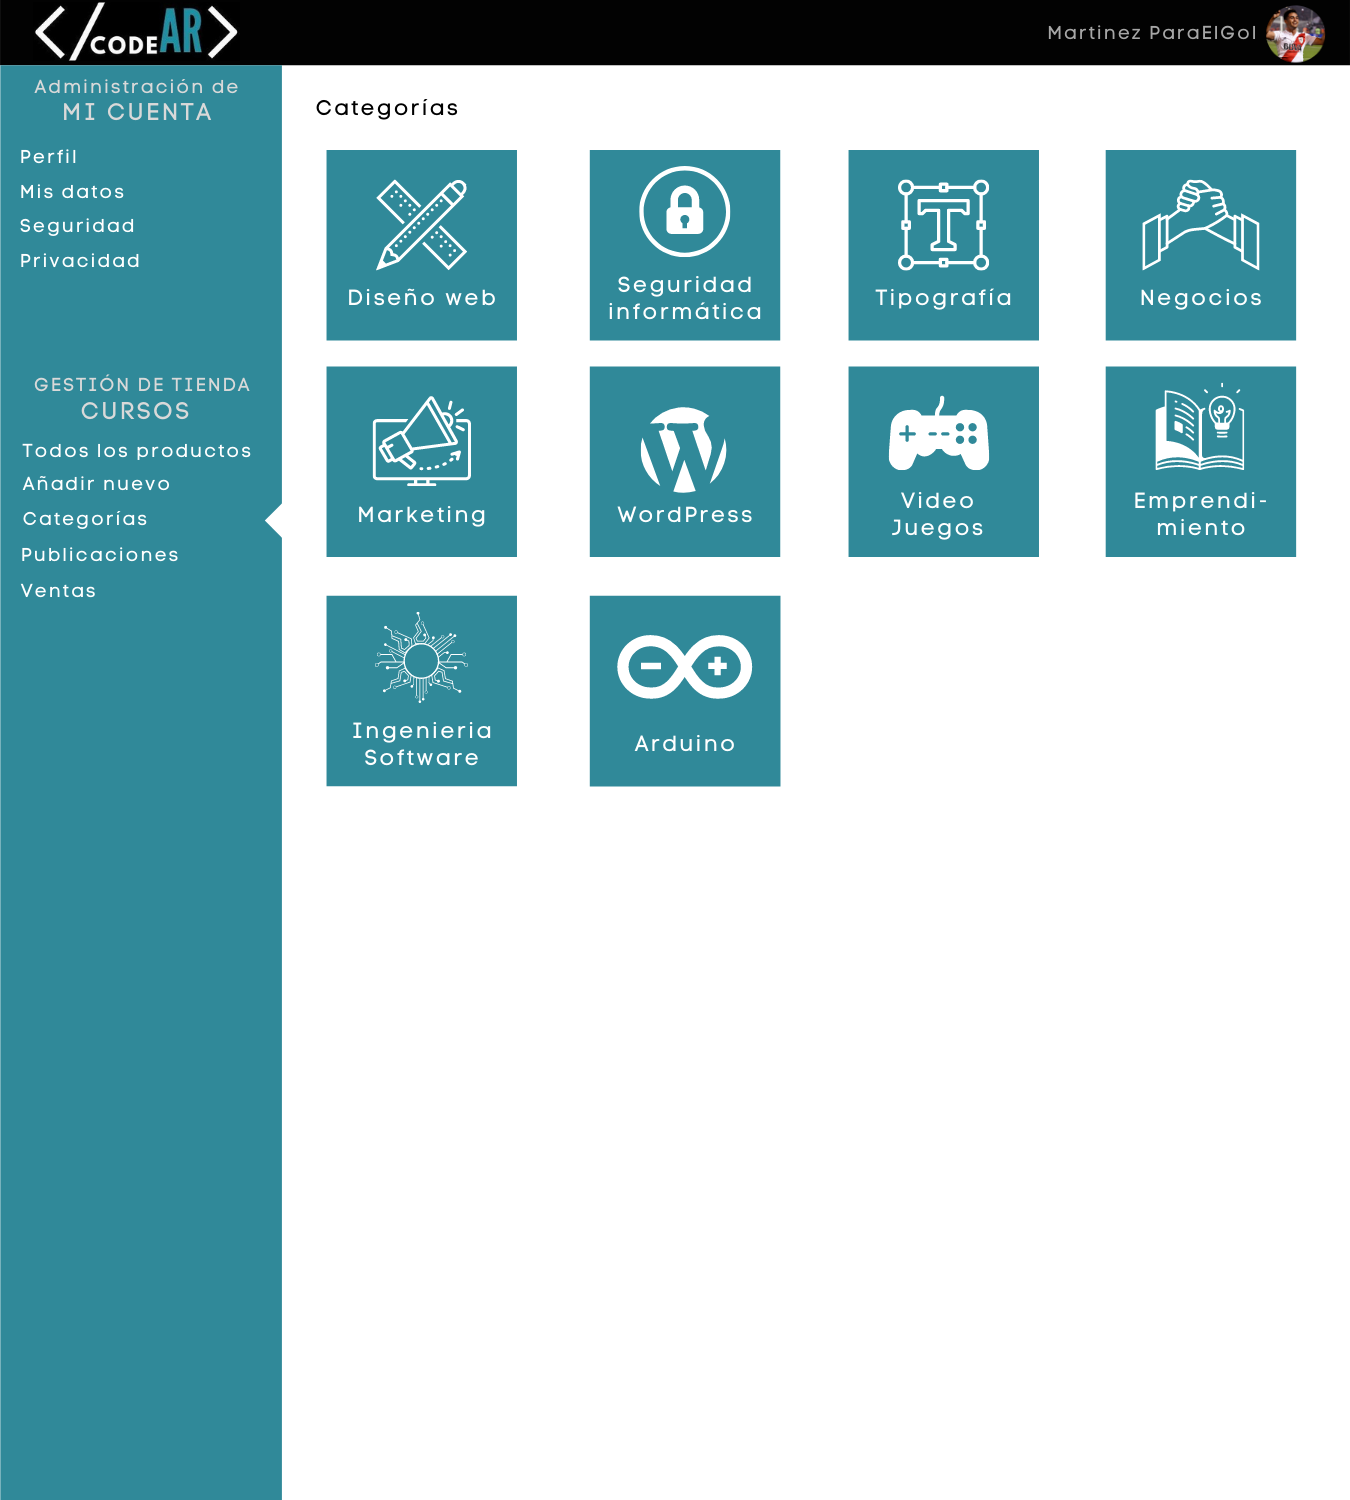 </codeAR>
Martinez ParaElGol
Administración de
MI CUENTA
Perfil
Mis datos
Seguridad
Privacidad
GESTIÓN DE TIENDA
CURSOS
Todos los productos
Añadir nuevo
Categorías
Publicaciones
Ventas
Categorías
Diseño web
Seguridad
informática
Tipografía
Negocios
Marketing
WordPress
Video
Juegos
Emprendi-
miento
Ingenieria
Software
Arduino